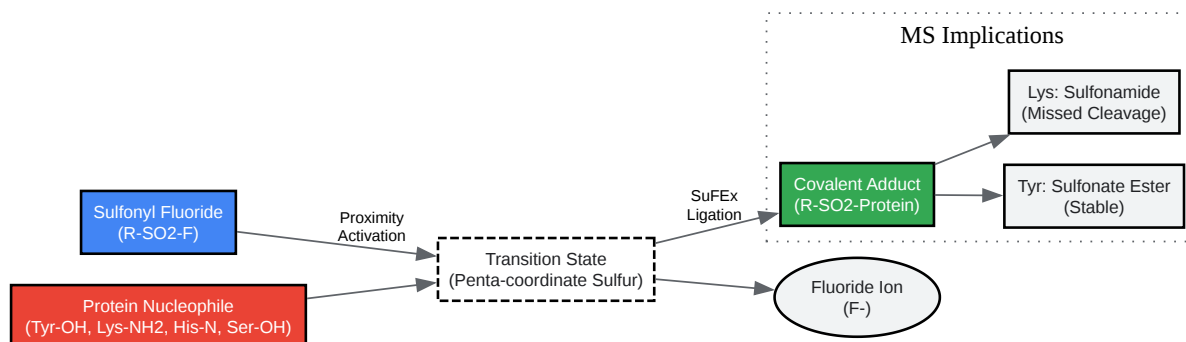 MS Implications
Lys: Sulfonamide
(Missed Cleavage)
Covalent Adduct
(R-SO2-Protein)
Tyr: Sulfonate Ester
(Stable)
SuFEx
Ligation
Sulfonyl Fluoride
(R-SO2-F)
Proximity
Activation
Transition State
(Penta-coordinate Sulfur)
Fluoride Ion
(F-)
Protein Nucleophile
(Tyr-OH, Lys-NH2, His-N, Ser-OH)